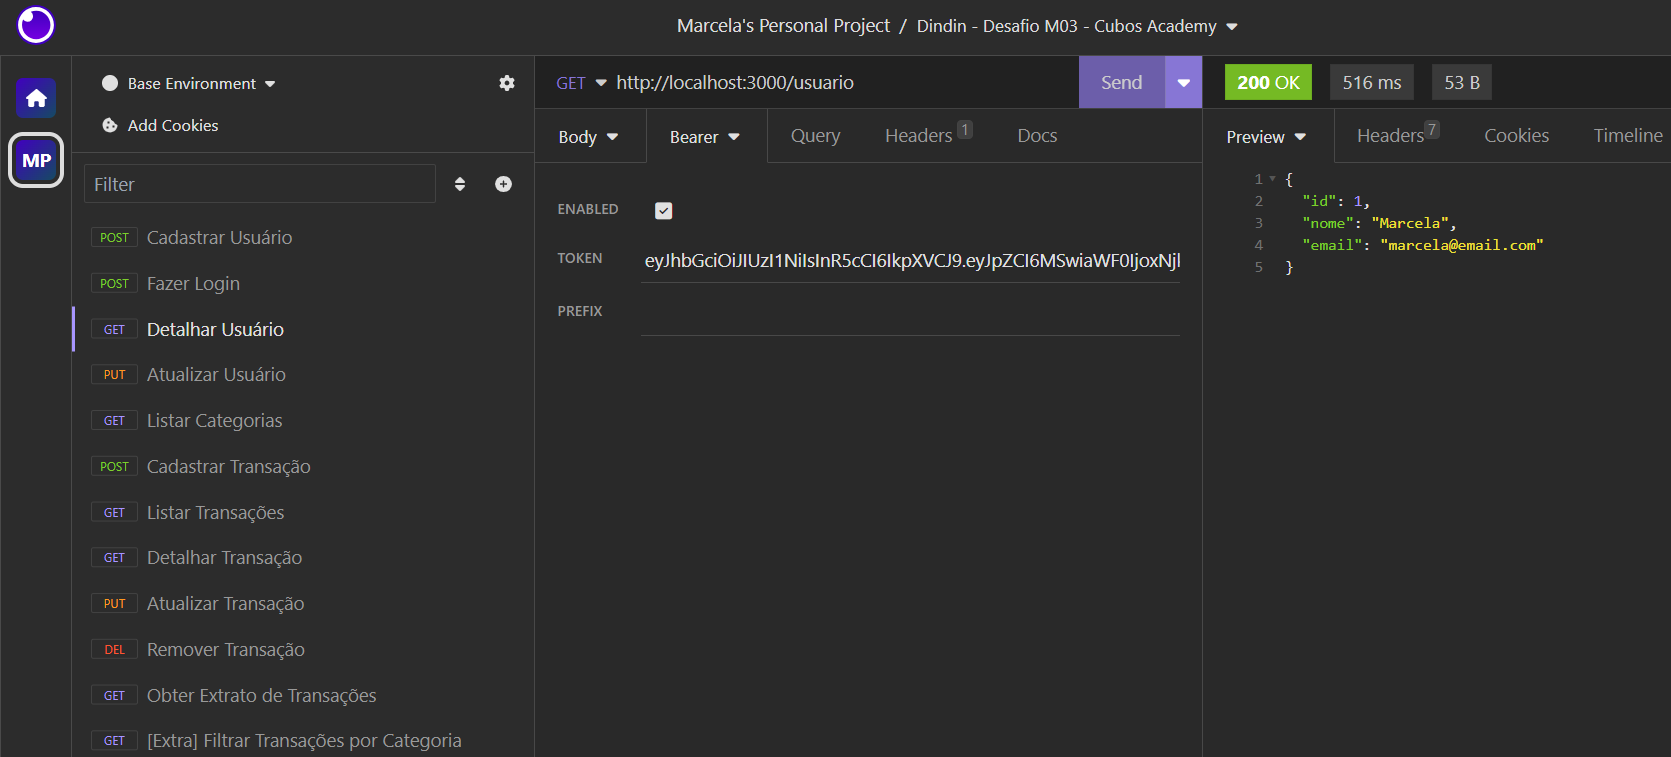 Marcela's Personal Project / Dindin - Desafio M03 - Cubos Academy
MP
Base Environment
Add Cookies
Filter
POST Cadastrar Usuário
POST Fazer Login
GET Detalhar Usuário
PUT Atualizar Usuário
GET Listar Categorias
POST Cadastrar Transação
GET Listar Transações
GET Detalhar Transação
PUT Atualizar Transação
DEL Remover Transação
GET Obter Extrato de Transações
GET [Extra] Filtrar Transações por Categoria
GET http://localhost:3000/usuario Send
Body Bearer Query Headers 1 Docs
ENABLED
TOKEN eyJhbGciOiJIUzI1NiIsInR5cCI6IkpXVCJ9.eyJpZCI6MSwiaWF0IjoxNjI
PREFIX
200 OK 516 ms 53 B
Preview Headers 7 Cookies Timeline
1 {
2 "id": 1,
3 "nome": "Marcela",
4 "email": "marcela@email.com"
5 }